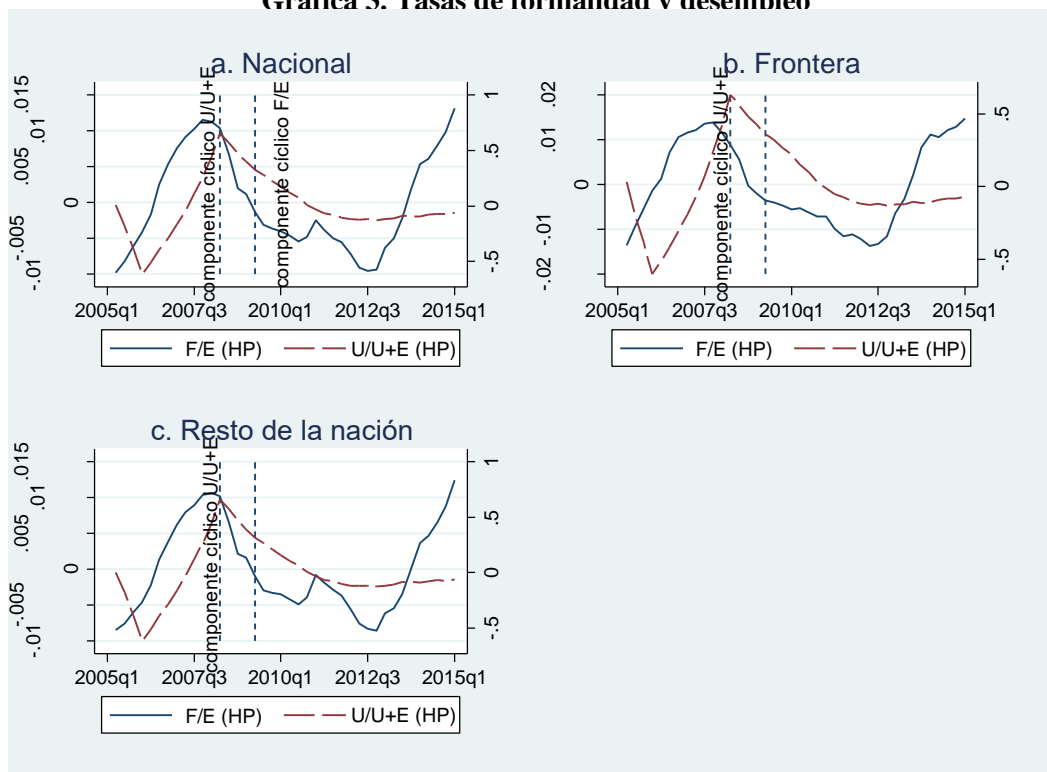 Gráfica 3. Tasas de formalidad y desempleo
a. Nacional
componente cíclico U/U+E
componente cíclico F/E
.015
.01
.005
0
-.005
-.01
1
.5
0
-.5
2005q1 2007q3 2010q1 2012q3 2015q1
F/E (HP) U/U+E (HP)
b. Frontera
componente cíclico U/U+E
.02
.01
0
-.01
-.02
.5
0
-.5
2005q1 2007q3 2010q1 2012q3 2015q1
F/E (HP) U/U+E (HP)
c. Resto de la nación
componente cíclico U/U+E
.015
.01
.005
0
-.005
-.01
1
.5
0
-.5
2005q1 2007q3 2010q1 2012q3 2015q1
F/E (HP) U/U+E (HP)